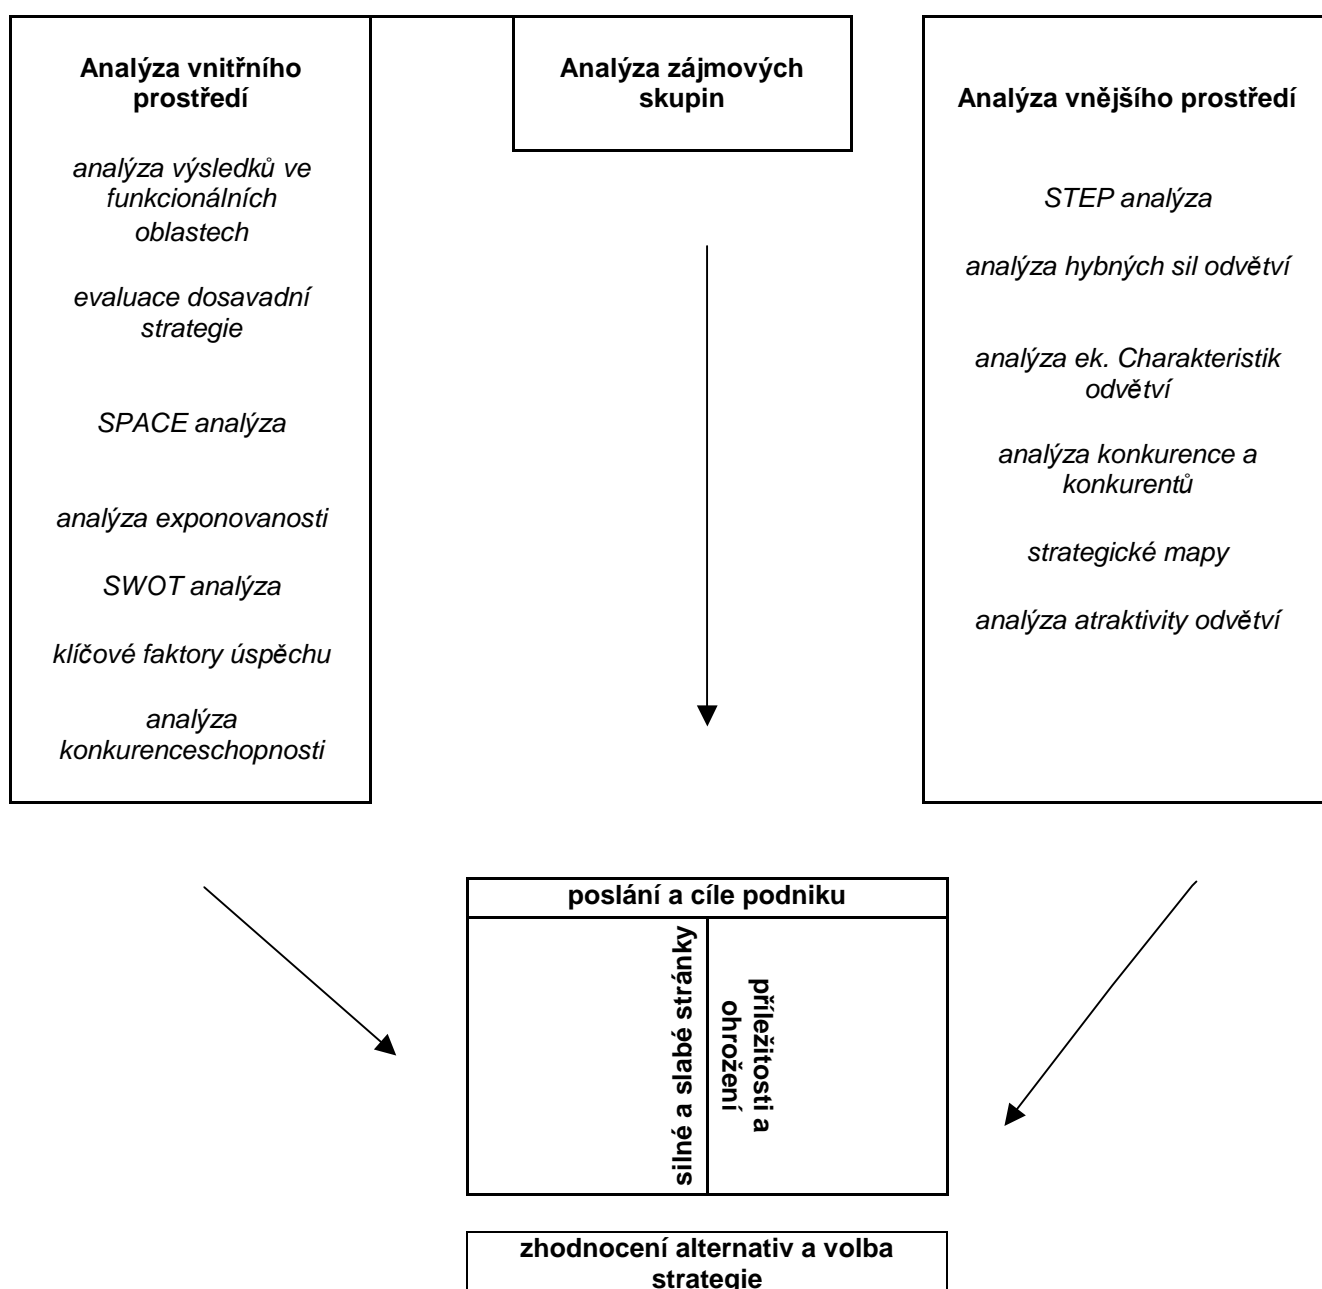 Analýza vnitřního
prostředí
analýza výsledků ve
funkcionálních
oblastech
evaluace dosavadní
strategie
SPACE analýza
analýza exponovanosti
SWOT analýza
klíčové faktory úspěchu
analýza
konkurenceschopnosti
Analýza zájmových
skupin
Analýza vnějšího prostředí
STEP analýza
analýza hybných sil odvětví
analýza ek. Charakteristik
odvětví
analýza konkurence a
konkurentů
strategické mapy
analýza atraktivity odvětví
poslání a cíle podniku
silné a slabé stránky
příležitosti a
ohrožení
zhodnocení alternativ a volba
strategie